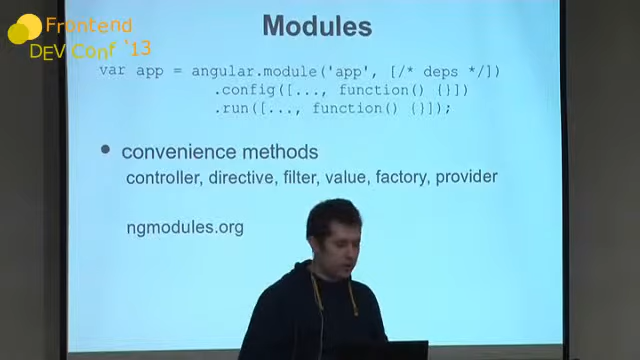 Frontend
DEV Conf '13
Modules
var app = angular.module('app', [/* deps */])
.config([..., function() {}])
.run([..., function() {}]);
• convenience methods
controller, directive, filter, value, factory, provider
ngmodules.org